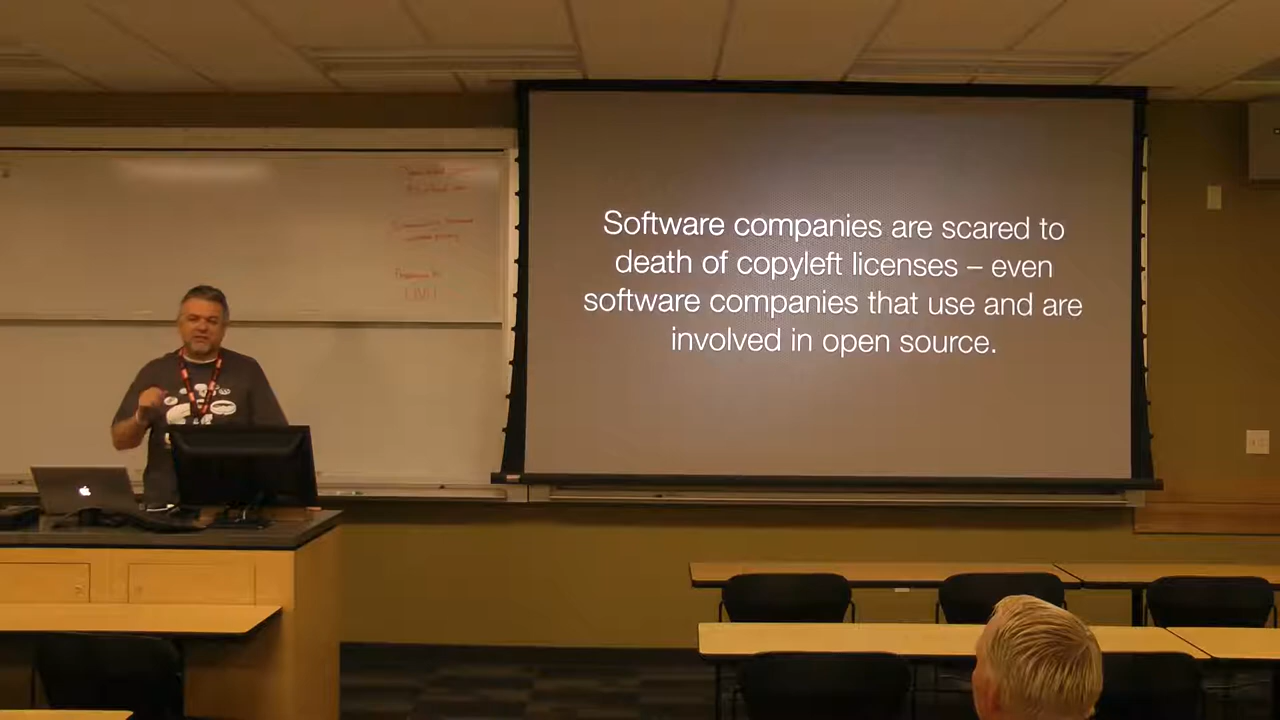 Software companies are scared to
death of copyleft licenses – even
software companies that use and are
involved in open source.